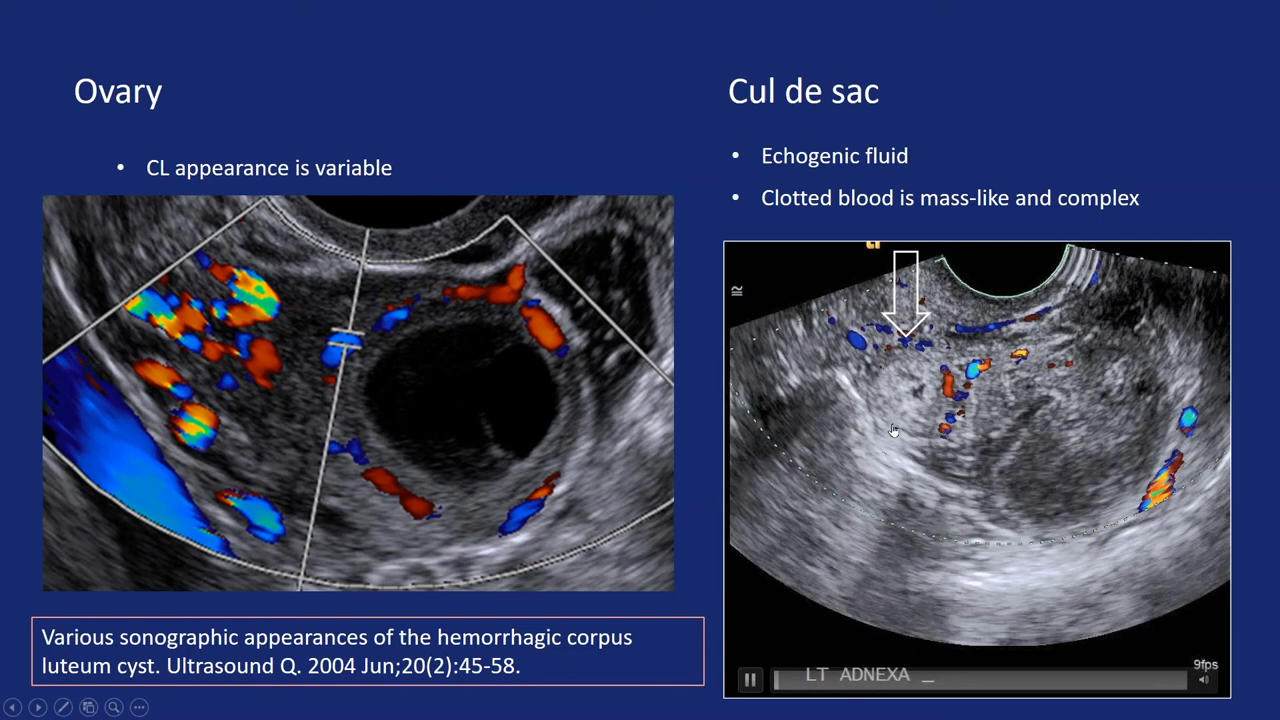 Ovary
• CL appearance is variable
Various sonographic appearances of the hemorrhagic corpus
luteum cyst. Ultrasound Q. 2004 Jun;20(2):45-58.
Cul de sac
• Echogenic fluid
• Clotted blood is mass-like and complex
LT ADNEXA _
9fps